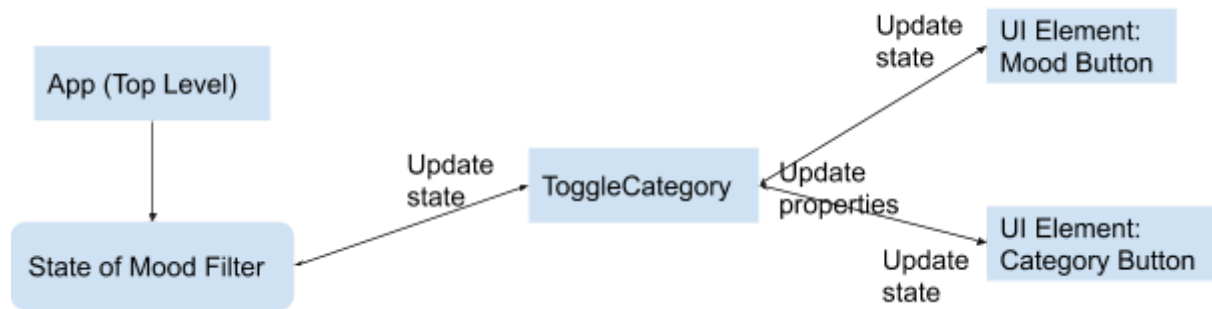 App (Top Level)
State of Mood Filter
Update
state
ToggleCategory
Update
state
UI Element:
Mood Button
Update
properties
Update
state
UI Element:
Category Button